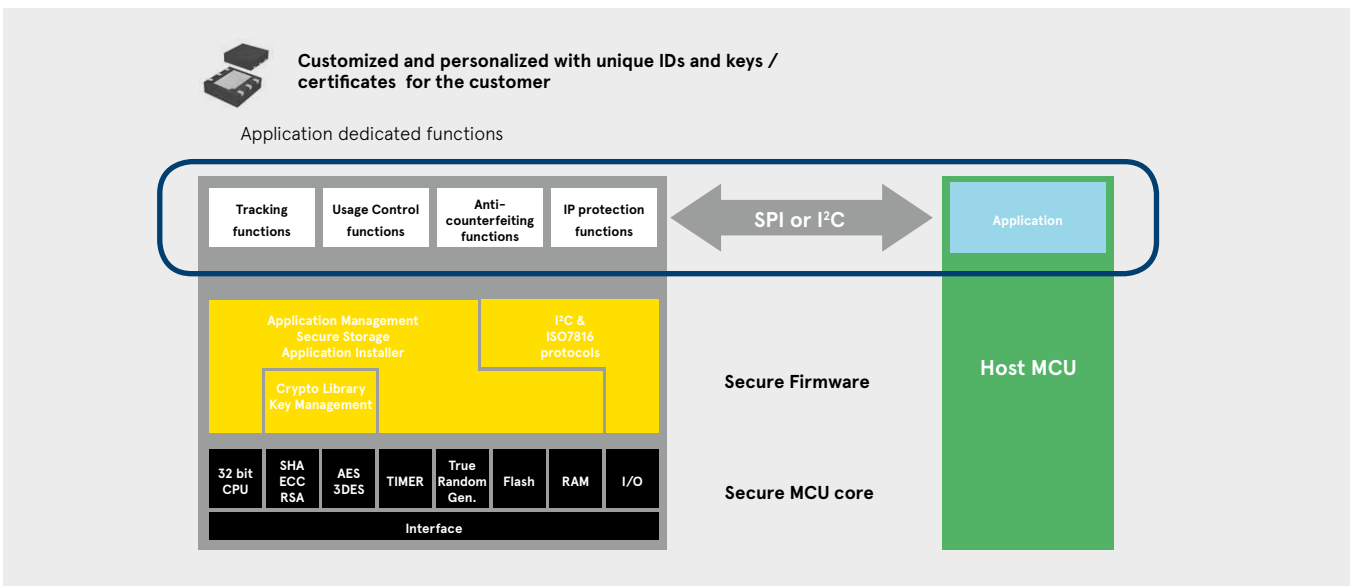 Customized and personalized with unique IDs and keys /
certificates for the customer
Application dedicated functions
Tracking
functions
Usage Control
functions
Anti-
counterfeiting
functions
IP protection
functions
SPI or I²C
Application
Application Management
Secure Storage
Application Installer
I²C &
ISO7816
protocols
Crypto Library
Key Management
Secure Firmware
Host MCU
32 bit
CPU
SHA
ECC
RSA
AES
3DES
TIMER
True
Random
Gen.
Flash
RAM
I/O
Secure MCU core
Interface